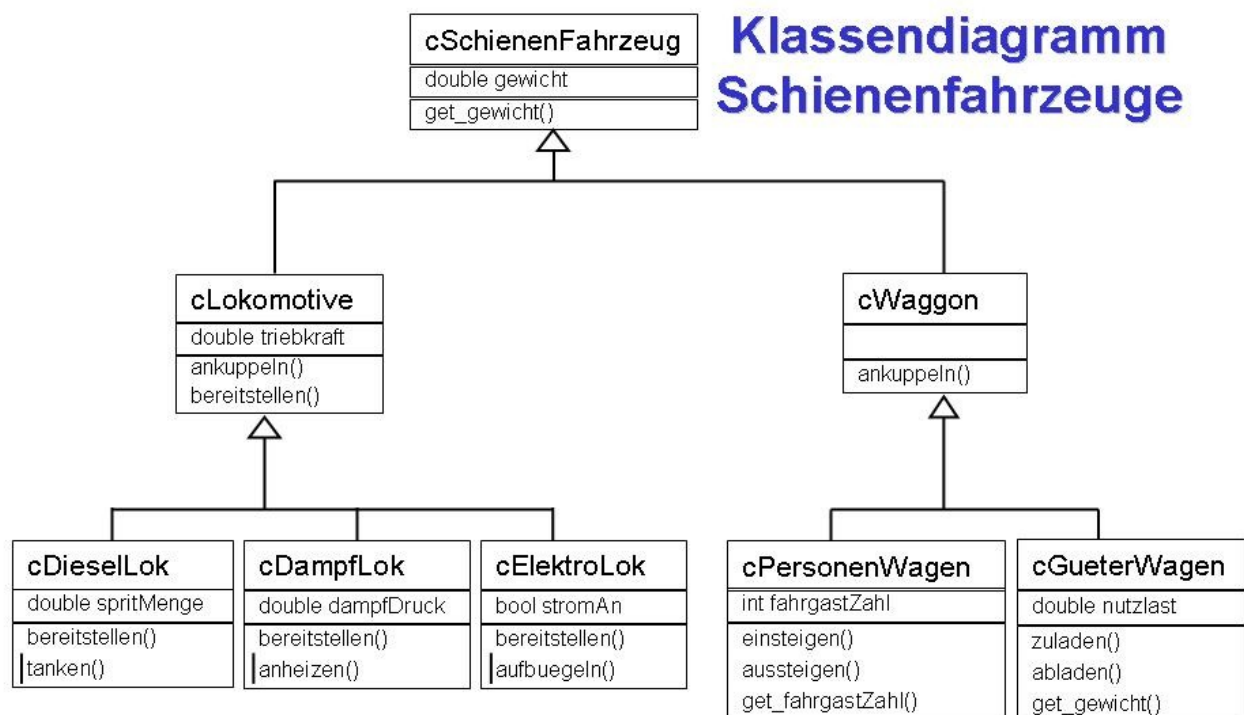 Klassendiagramm
Schienenfahrzeuge
cSchienenFahrzeug
double gewicht
get_gewicht()
cLokomotive
double triebkraft
ankuppeln()
bereitstellen()
cWaggon
ankuppeln()
cDieselLok
double spritMenge
bereitstellen()
tanken()
cDampfLok
double dampfDruck
bereitstellen()
anheizen()
cElektroLok
bool stromAn
bereitstellen()
aufbuegeln()
cPersonenWagen
int fahrgastZahl
einsteigen()
aussteigen()
get_fahrgastZahl()
cGueterWagen
double nutzlast
zuladen()
abladen()
get_gewicht()